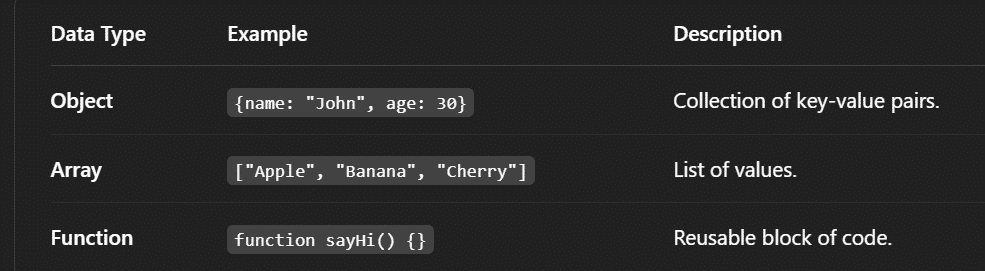 Data Type Example Description
Object {name: "John", age: 30} Collection of key-value pairs.
Array ["Apple", "Banana", "Cherry"] List of values.
Function function sayHi() {} Reusable block of code.